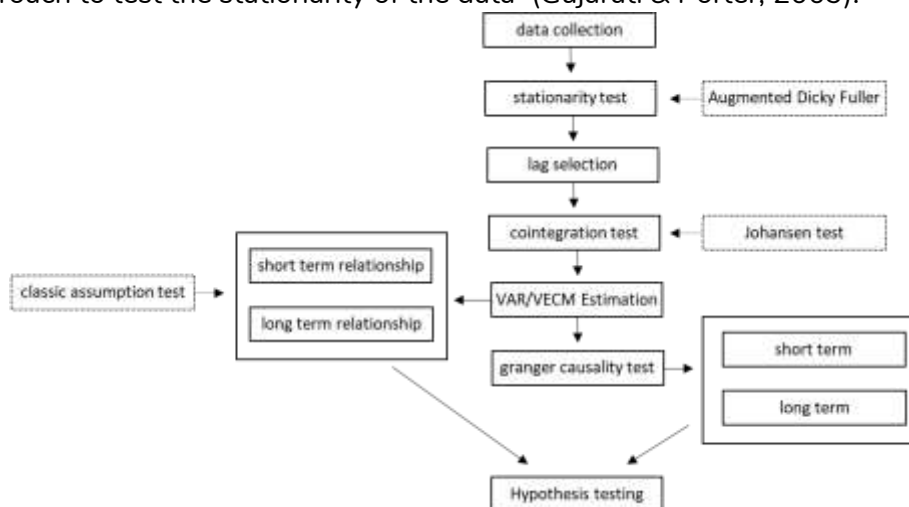 roach to test the stationarity of the data (Gujarati & Porter,
data collection
stationarity test
Augmented Dicky Fuller
lag selection
cointegration test
Johansen test
short term relationship
classic assumption test
long term relationship
VAR/VECM Estimation
granger causality test
short term
long term
Hypothesis testing